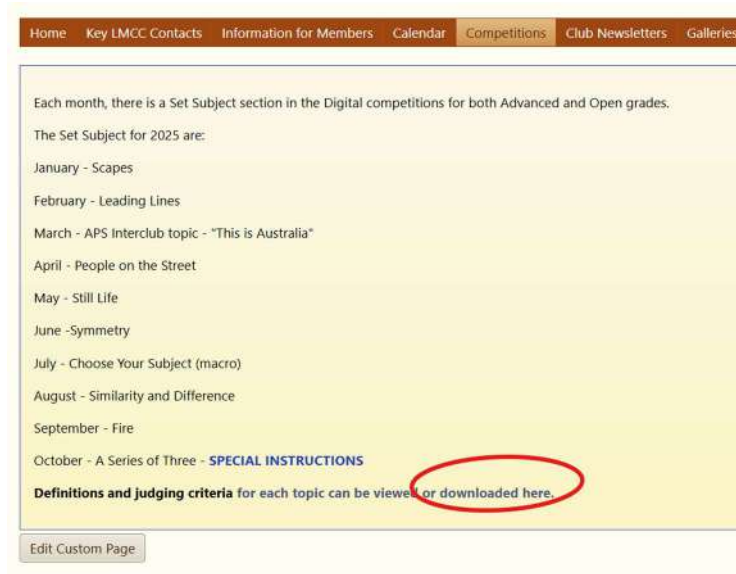 Home Key LMCC Contacts Information for Members Calendar Competitions Club Newsletters Galleries
Each month, there is a Set Subject section in the Digital competitions for both Advanced and Open grades.
The Set Subject for 2025 are:
January - Scapes
February - Leading Lines
March - APS Interclub topic - "This is Australia"
April - People on the Street
May - Still Life
June -Symmetry
July - Choose Your Subject (macro)
August - Similarity and Difference
September - Fire
October - A Series of Three - SPECIAL INSTRUCTIONS
Definitions and judging criteria for each topic can be viewed or downloaded here.
Edit Custom Page